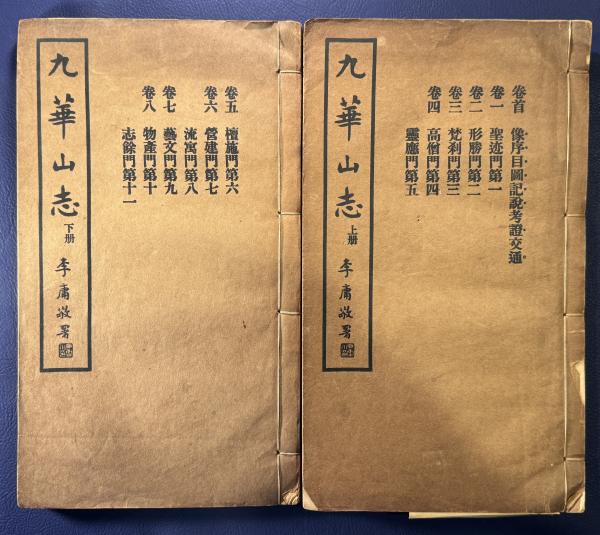 卷首 像序目圖記說考證交通
卷一 聖迹門第一
卷二 形勝門第二
卷三 梵刹門第三
卷四 高僧門第四
靈應門第五
九華山志 上册 李庸敬署
卷五 檀施門第六
卷六 營建門第七
流寓門第八
卷七 藝文門第九
卷八 物產門第十
志餘門第十一
九華山志 下册 李庸敬署